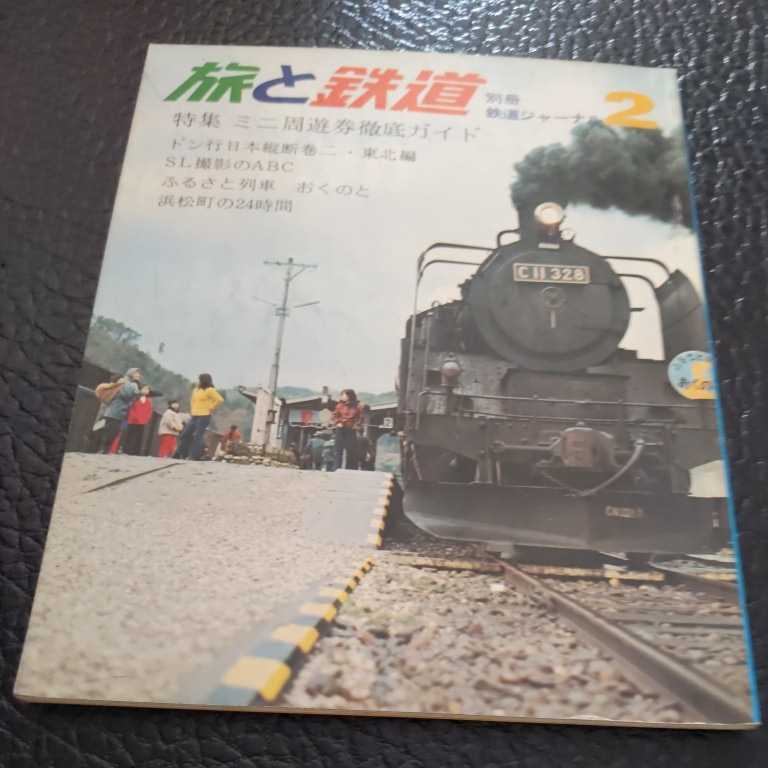 旅と鉄道
別冊
鉄道ジャーナル
2
特集 ミニ周遊券徹底ガイド
ドン行日本縦断巻二・東北編
SL撮影のABC
ふるさと列車 おくのと
浜松町の24時間
C11 328
2